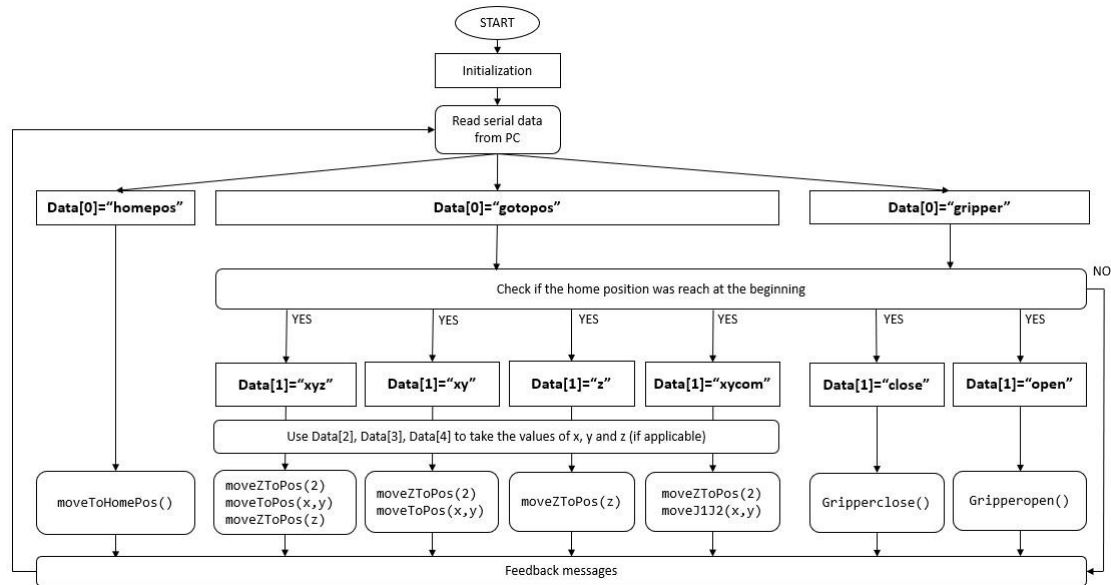 START
Initialization
Read serial data
from PC
Data[0]=“homepos”
Data[0]=“gotopos”
Data[0]=“gripper”
Check if the home position was reach at the beginning
NO
YES
YES
YES
YES
YES
YES
Data[1]=“xyz”
Data[1]=“xy”
Data[1]=“z”
Data[1]=“xycom”
Data[1]=“close”
Data[1]=“open”
Use Data[2], Data[3], Data[4] to take the values of x, y and z (if applicable)
moveToHomePos()
moveZToPos(2)
moveToPos(x,y)
moveZToPos(z)
moveZToPos(2)
moveToPos(x,y)
moveZToPos(z)
moveZToPos(2)
moveJ1J2(x,y)
Gripperclose()
Gripperopen()
Feedback messages